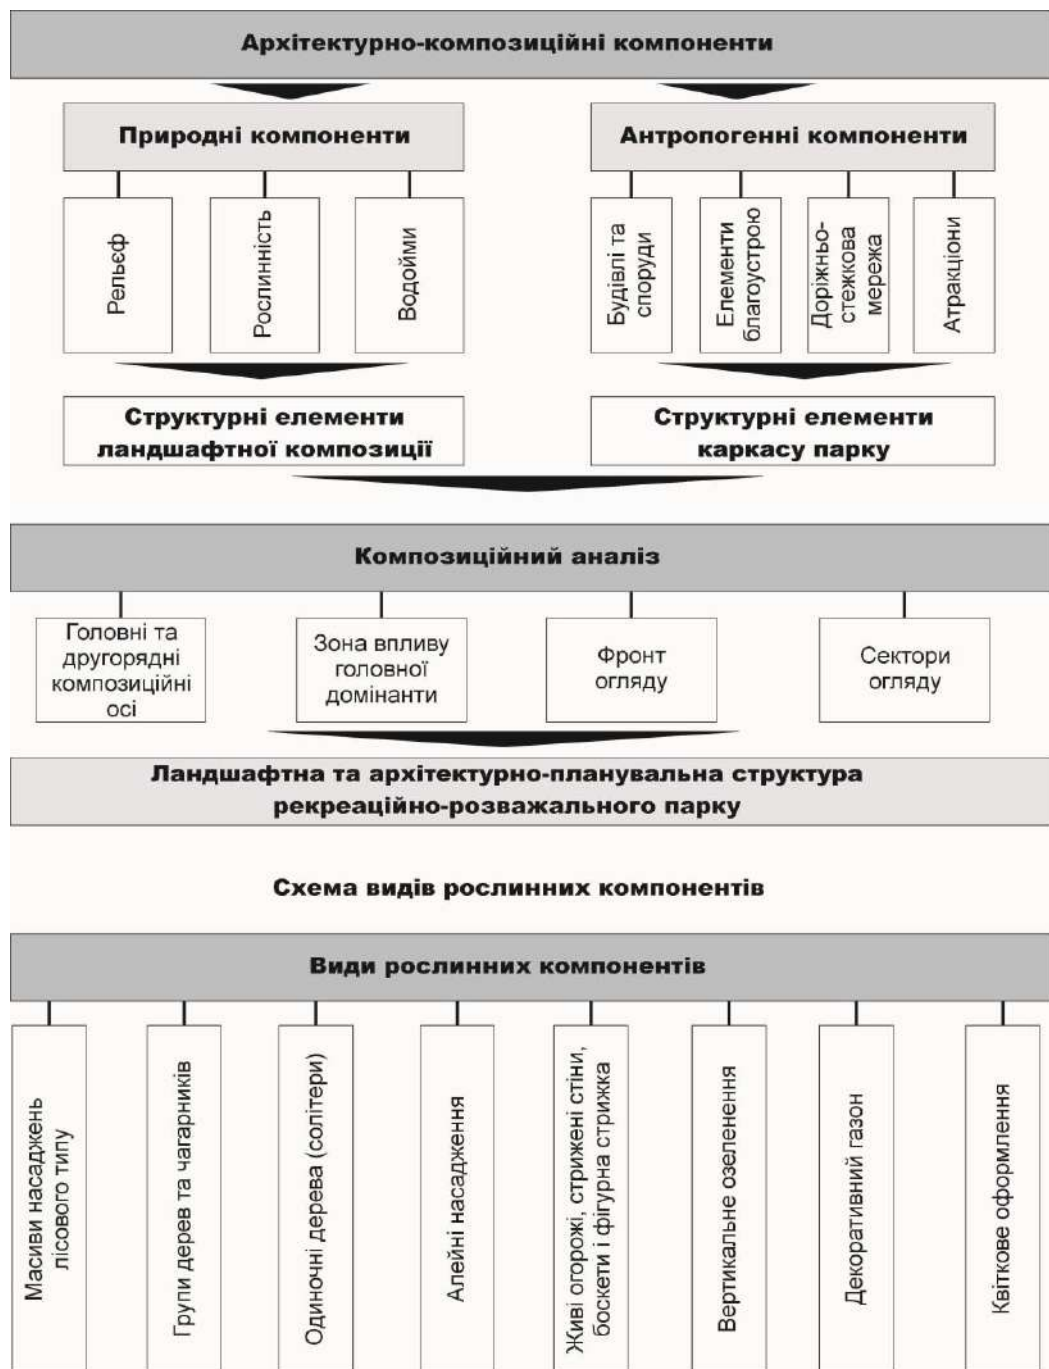 Архітектурно-композиційні компоненти
Природні компоненти
Антропогенні компоненти
Рельєф
Рослинність
Водойми
Будівлі та
споруди
Елементи
благоустрою
Доріжньо-
стежкова
мережа
Атракціони
Структурні елементи
ландшафтної композиції
Структурні елементи
каркасу парку
Композиційний аналіз
Головні та
другорядні
композиційні
осі
Зона впливу
головної
домінанти
Фронт
огляду
Сектори
огляду
Ландшафтна та архітектурно-планувальна структура
рекреаційно-розважального парку
Схема видів рослинних компонентів
Види рослинних компонентів
Масиви насаджень
лісового типу
Групи дерев та чагарників
Одиночні дерева (солітери)
Алейні насадження
Живі огорожі, стрижені стіни,
боскети і фігурна стрижка
Вертикальне озеленення
Декоративний газон
Квіткове оформлення